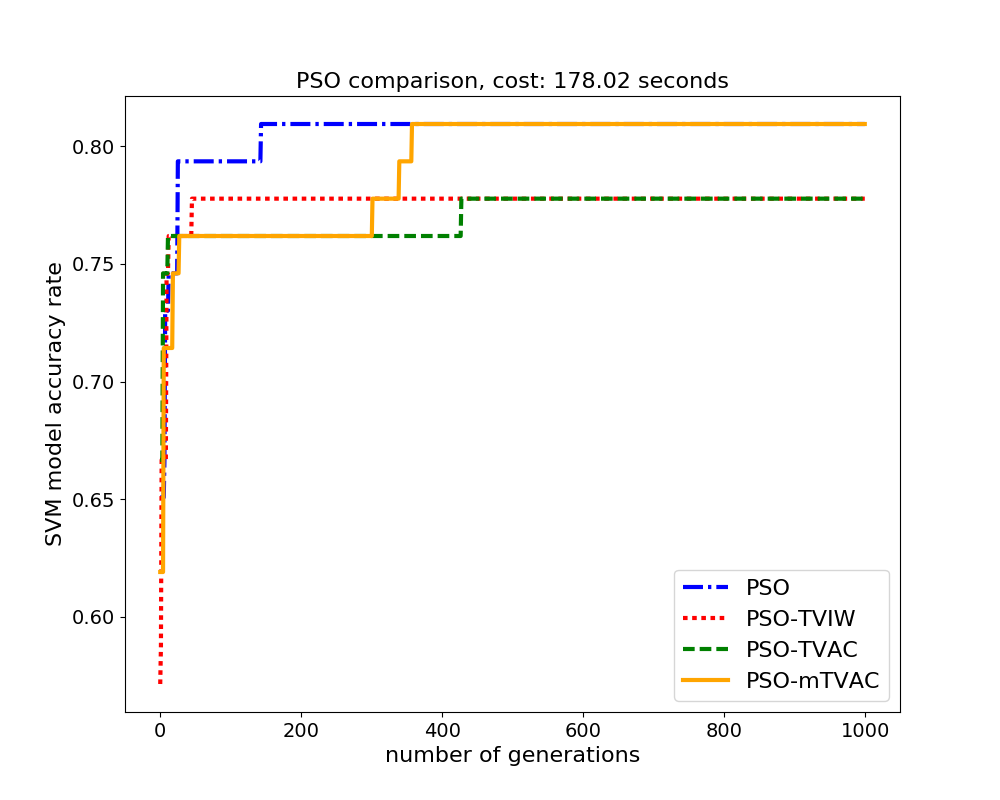 PSO comparison, cost: 178.02 seconds
SVM model accuracy rate
0.80
0.75
0.70
0.65
0.60
0 200 400 600 800 1000
number of generations
PSO
PSO-TVIW
PSO-TVAC
PSO-mTVAC